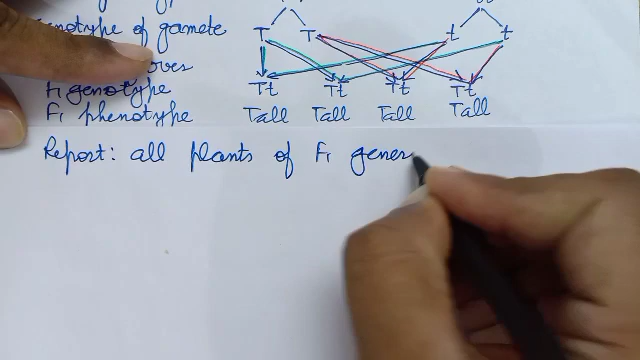 genotype of gamete T T t t
F₁ genotype Tt Tt Tt Tt
F₁ phenotype Tall Tall Tall Tall
Report: all plants of F₁ gener